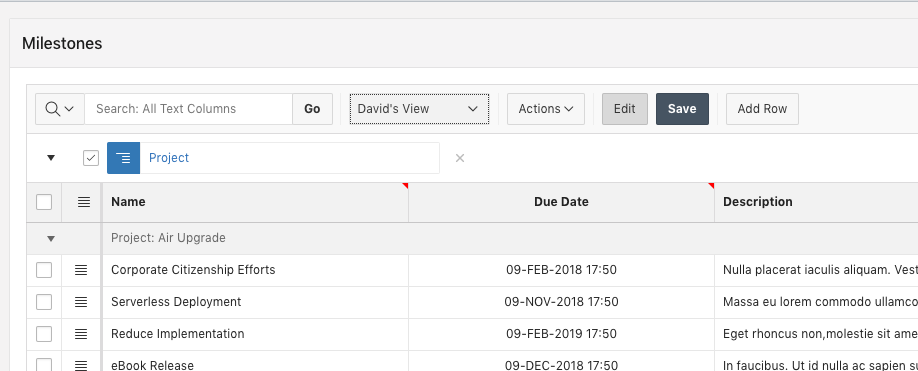 Milestones
Search: All Text Columns Go David's View Actions Edit Save Add Row
Project
Name Due Date Description
Project: Air Upgrade
Corporate Citizenship Efforts 09-FEB-2018 17:50 Nulla placerat iaculis aliquam. Vest
Serverless Deployment 09-NOV-2018 17:50 Massa eu lorem commodo ullamco
Reduce Implementation 09-FEB-2019 17:50 Eget rhoncus non,molestie sit ame
eBook Release 09-DEC-2018 17:50 In faucibus. Ut id nulla ac sapien su